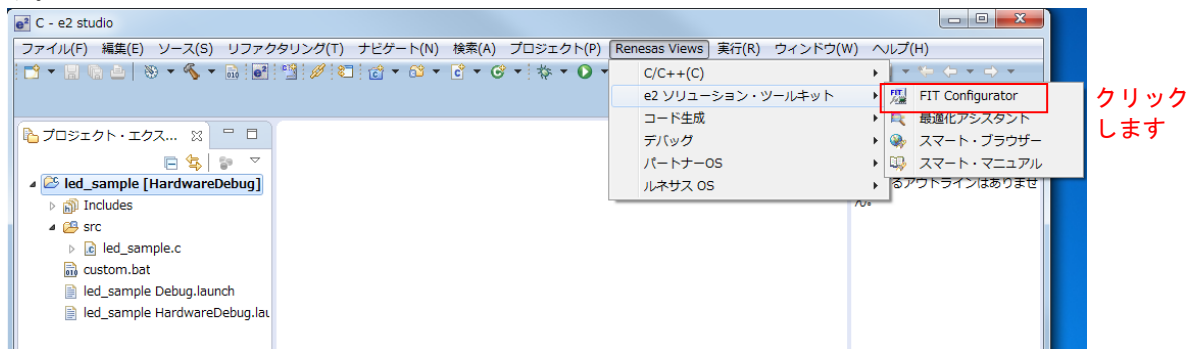 C - e2 studio
ファイル(F) 編集(E) ソース(S) リファクタリング(T) ナビゲート(N) 検索(A) プロジェクト(P) Renesas Views 実行(R) ウィンドウ(W) ヘルプ(H)
C/C++(C)
e2 ソリューション・ツールキット
コード生成
デバッグ
パートナーOS
ルネサス OS
FIT Configurator
最適化アシスタント
スマート・ブラウザー
スマート・マニュアル
クリック
します
るアウトラインはありませ
ん。
プロジェクト・エクス...
led_sample [HardwareDebug]
Includes
src
led_sample.c
custom.bat
led_sample Debug.launch
led_sample HardwareDebug.lau